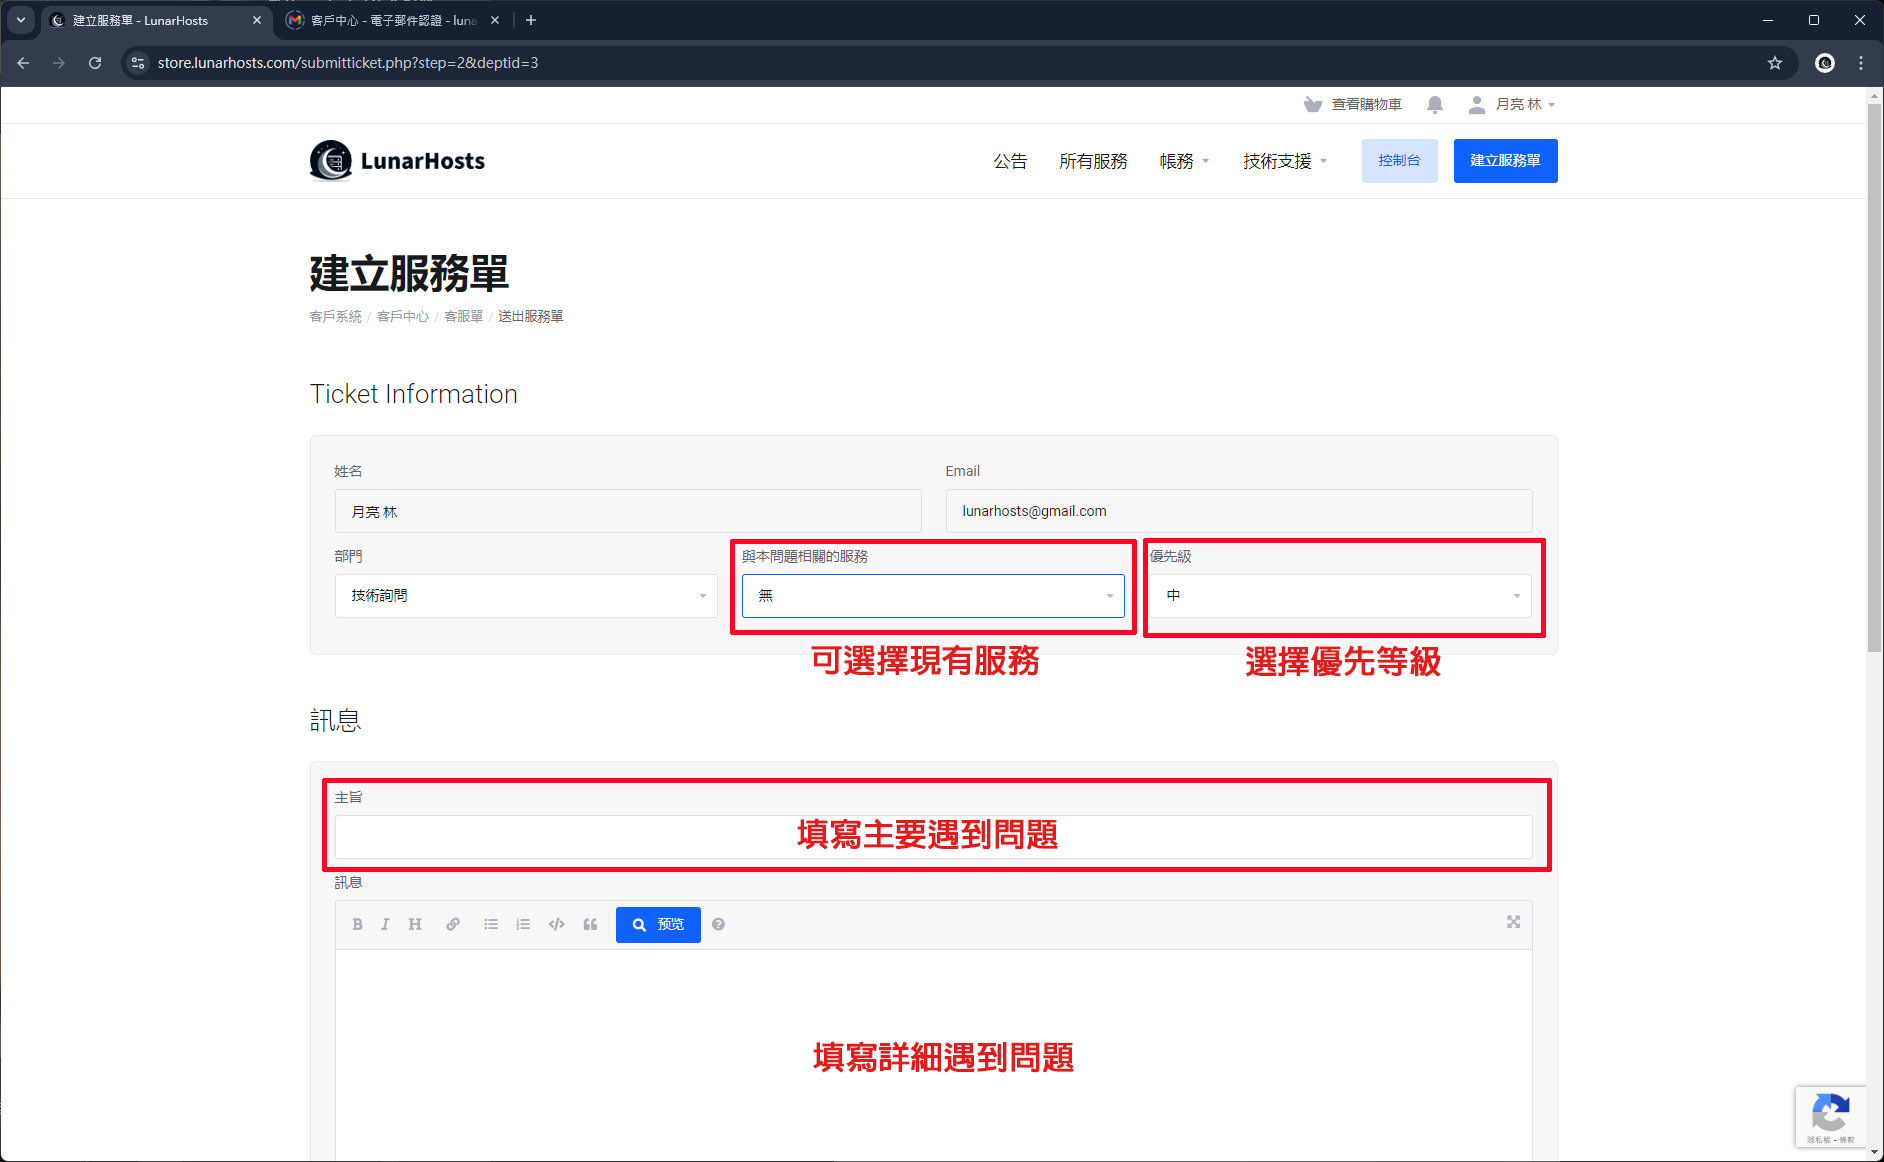 建立服務單 - LunarHosts
客戶中心 - 電子郵件認證 - luna
store.lunarhosts.com/submitticket.php?step=2&deptid=3
查看購物車
月亮 林
LunarHosts
公告
所有服務
帳務
技術支援
控制台
建立服務單
建立服務單
客戶系統 / 客戶中心 / 客服單 / 送出服務單
Ticket Information
姓名
Email
月亮 林
lunarhosts@gmail.com
部門
與本問題相關的服務
優先級
技術詢問
無
中
可選擇現有服務
選擇優先等級
訊息
主旨
填寫主要遇到問題
訊息
B I H
预览
填寫詳細遇到問題
隱私權 - 條款